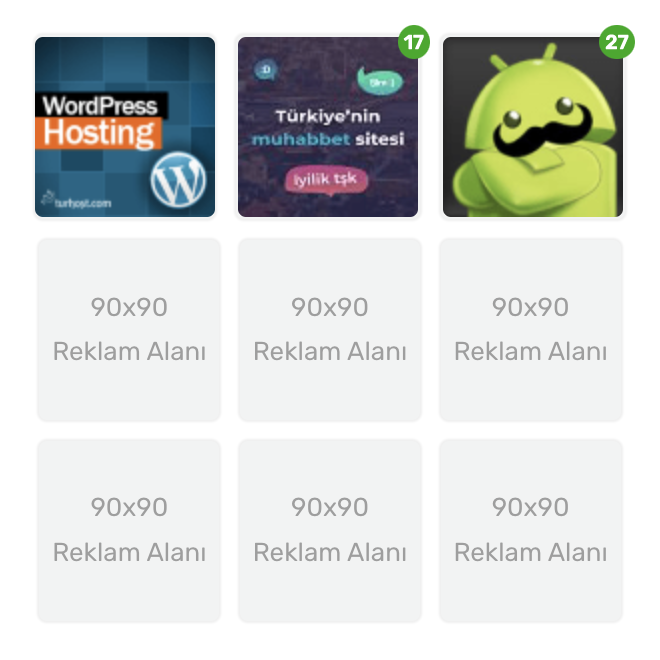 17
27
WordPress
Hosting
turhost.com
:D
Türkiye'nin
muhabbet sitesi
iyilik tşk
90x90
Reklam Alanı
90x90
Reklam Alanı
90x90
Reklam Alanı
90x90
Reklam Alanı
90x90
Reklam Alanı
90x90
Reklam Alanı